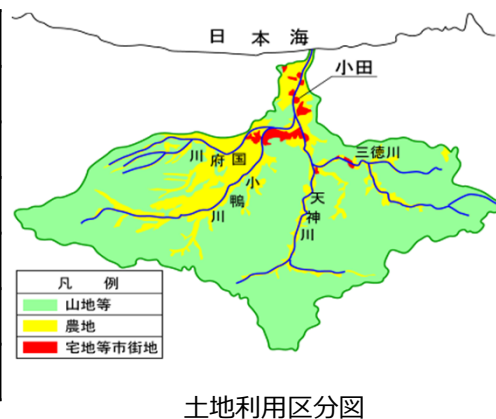 日本海
小田
三徳川
国府川
小鴨川
天神川
凡例
山地等
農地
宅地等市街地
土地利用区分図